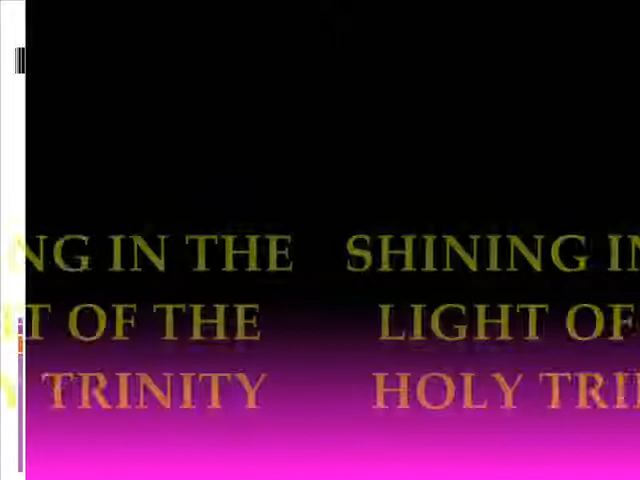 NG IN THE SHINING IN
T OF THE LIGHT OF
TRINITY HOLY TRI